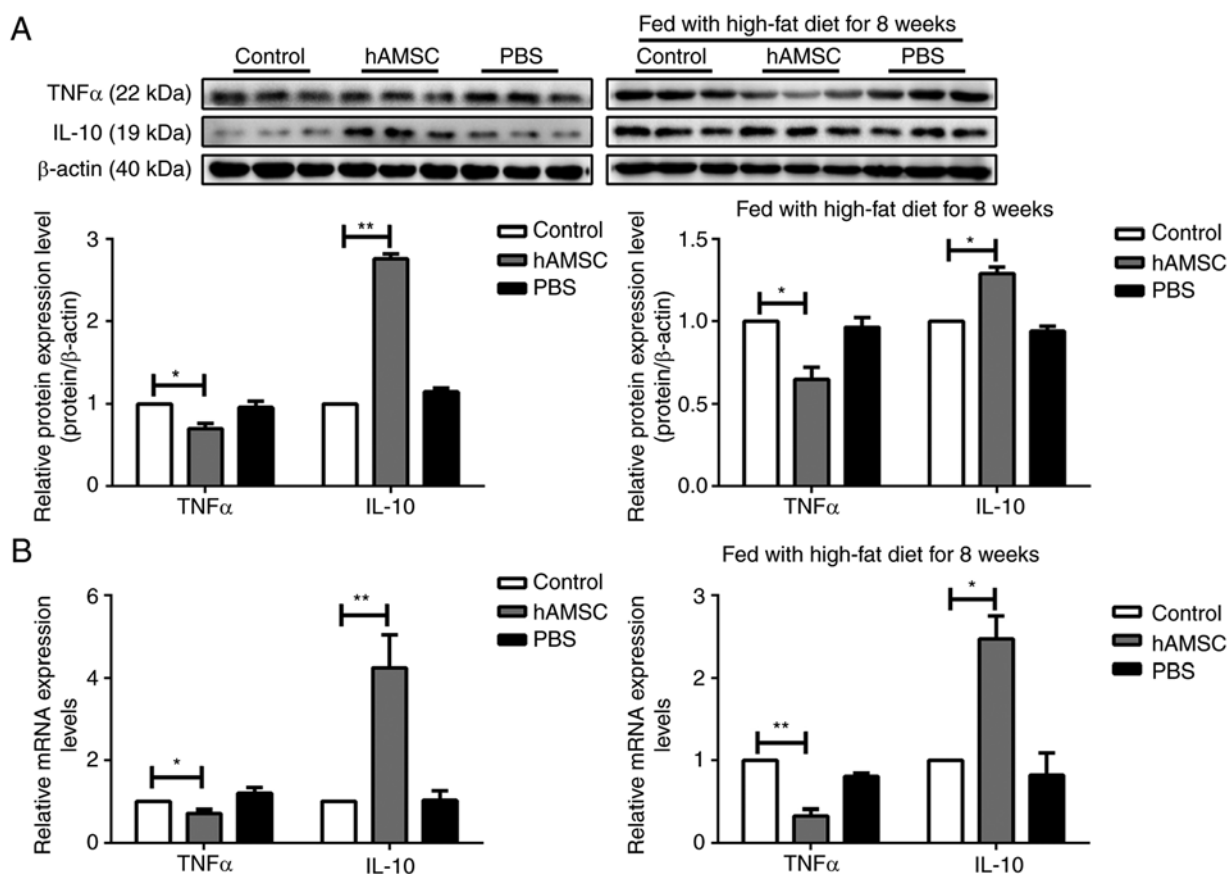 A
Fed with high-fat diet for 8 weeks
Control hAMSC PBS Control hAMSC PBS
TNFα (22 kDa)
IL-10 (19 kDa)
β-actin (40 kDa)
Relative protein expression level
(protein/β-actin)
3
2
1
0
**
*
TNFα IL-10
Control
hAMSC
PBS
Fed with high-fat diet for 8 weeks
Relative protein expression level
(protein/β-actin)
1.5
1.0
0.5
0.0
*
*
TNFα IL-10
Control
hAMSC
PBS
B
Relative mRNA expression
levels
6
4
2
0
**
*
TNFα IL-10
Control
hAMSC
PBS
Fed with high-fat diet for 8 weeks
Relative mRNA expression
levels
3
2
1
0
*
**
TNFα IL-10
Control
hAMSC
PBS